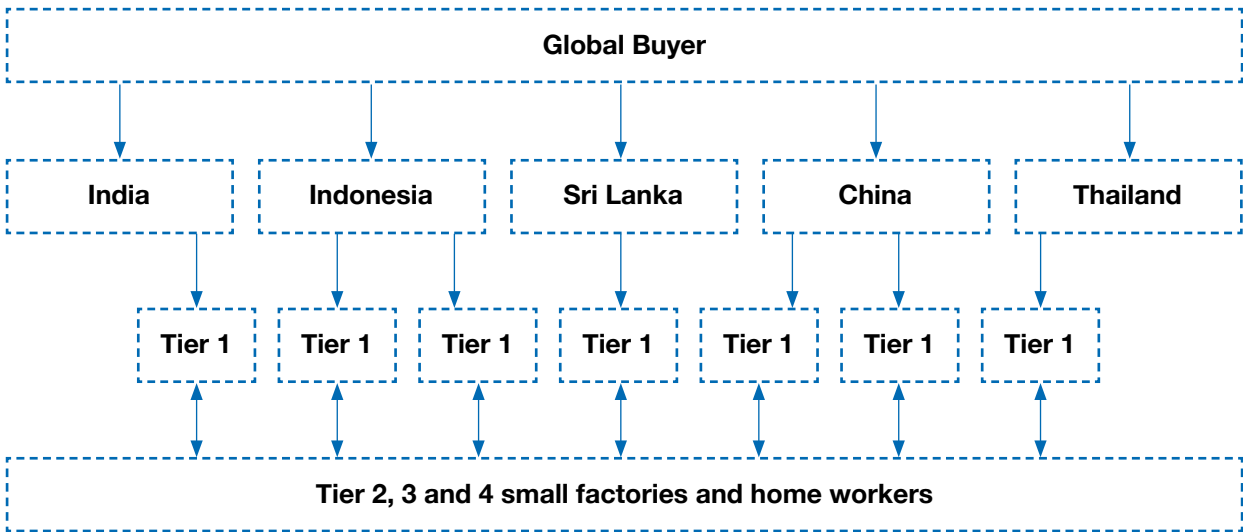 Global Buyer
India
Indonesia
Sri Lanka
China
Thailand
Tier 1
Tier 1
Tier 1
Tier 1
Tier 1
Tier 1
Tier 1
Tier 2, 3 and 4 small factories and home workers